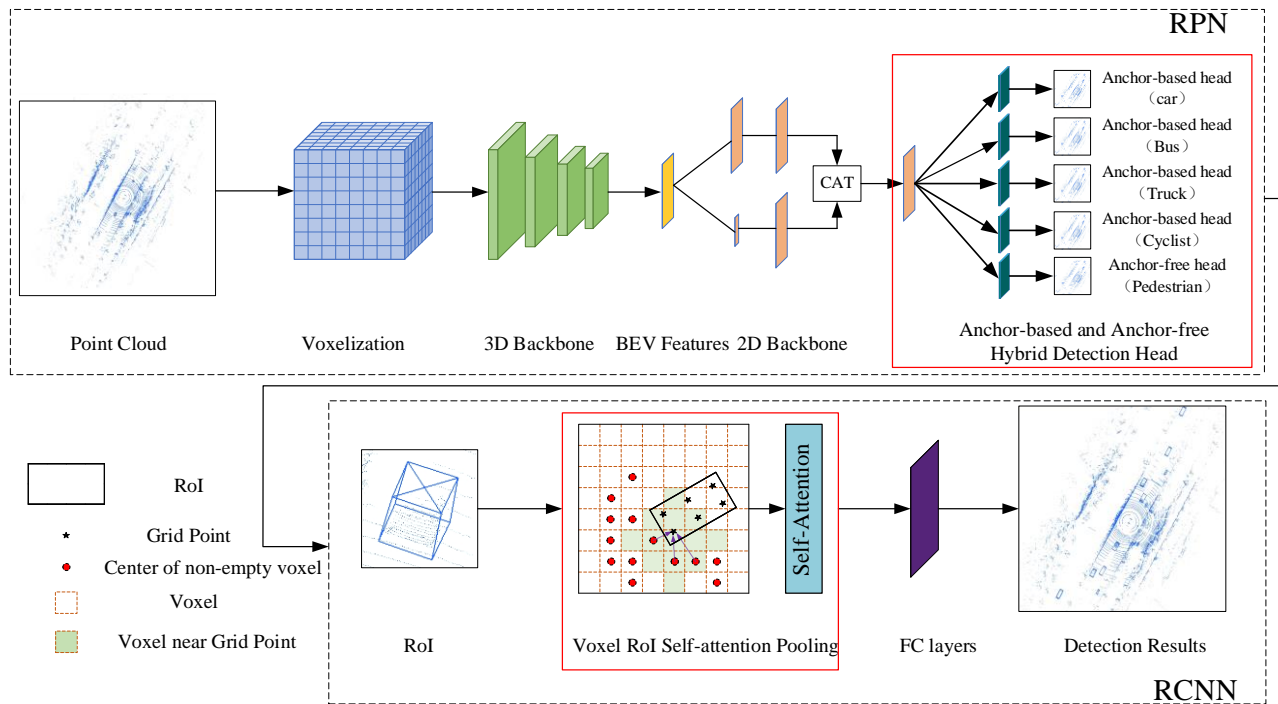 RPN
Anchor-based head
（car）
Anchor-based head
（Bus）
Anchor-based head
（Truck）
Anchor-based head
（Cyclist）
Anchor-free head
（Pedestrian）
CAT
Point Cloud
Voxelization
3D Backbone
BEV Features
2D Backbone
Anchor-based and Anchor-free
Hybrid Detection Head
RoI
Grid Point
Center of non-empty voxel
Voxel
Voxel near Grid Point
Self-Attention
RoI
Voxel RoI Self-attention Pooling
FC layers
Detection Results
RCNN